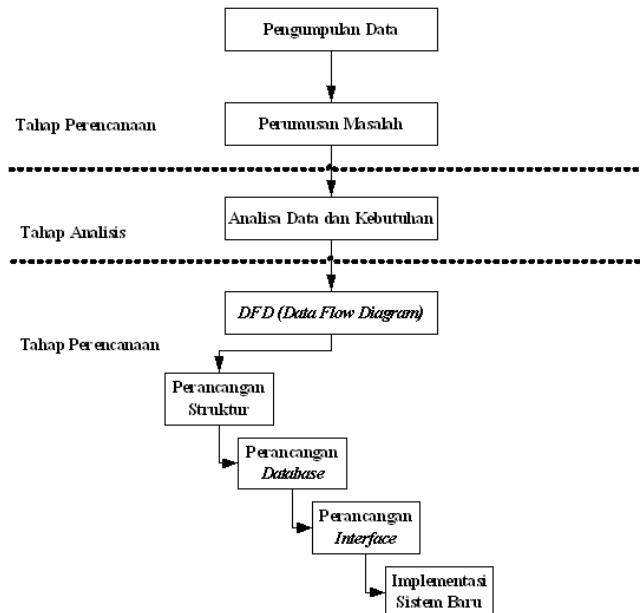 Pengumpulan Data
Tahap Perencanaan
Perumusan Masalah
Tahap Analisis
Analisa Data dan Kebutuhan
DFD (Data Flow Diagram)
Tahap Perencanaan
Perancangan
Struktur
Perancangan
Database
Perancangan
Interface
Implementasi
Sistem Baru